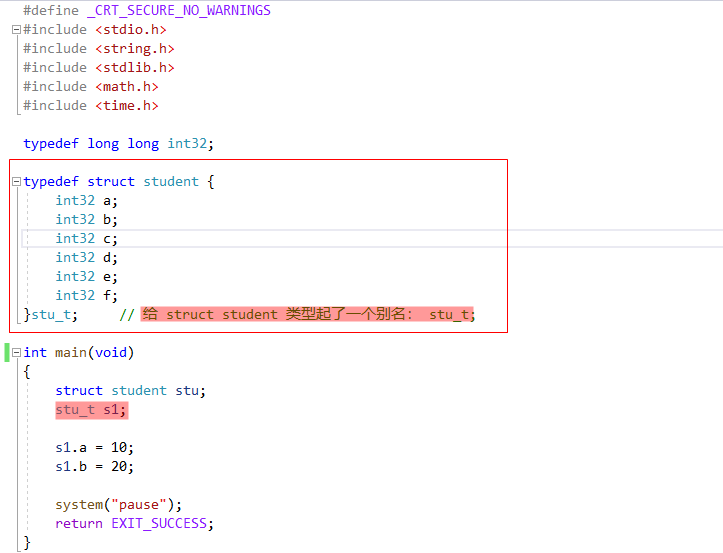 #define _CRT_SECURE_NO_WARNINGS
#include <stdio.h>
#include <string.h>
#include <stdlib.h>
#include <math.h>
#include <time.h>
typedef long long int32;
typedef struct student {
int32 a;
int32 b;
int32 c;
int32 d;
int32 e;
int32 f;
}stu_t; // 给 struct student 类型起了一个别名： stu_t;
int main(void)
{
struct student stu;
stu_t s1;
s1.a = 10;
s1.b = 20;
system("pause");
return EXIT_SUCCESS;
}